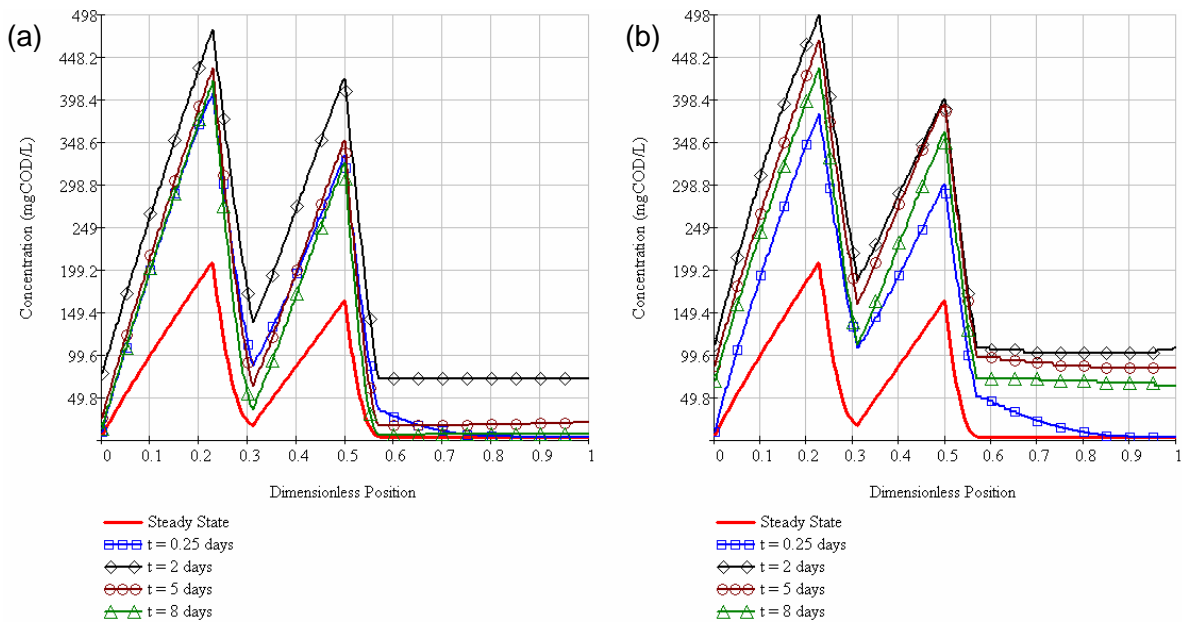 (a)
Concentration (mgCOD/L)
498
448.2
398.4
348.6
298.8
249
199.2
149.4
99.6
49.8
0 0.1 0.2 0.3 0.4 0.5 0.6 0.7 0.8 0.9 1
Dimensionless Position
Steady State
t = 0.25 days
t = 2 days
t = 5 days
t = 8 days
(b)
Concentration (mgCOD/L)
498
448.2
398.4
348.6
298.8
249
199.2
149.4
99.6
49.8
0 0.1 0.2 0.3 0.4 0.5 0.6 0.7 0.8 0.9 1
Dimensionless Position
Steady State
t = 0.25 days
t = 2 days
t = 5 days
t = 8 days